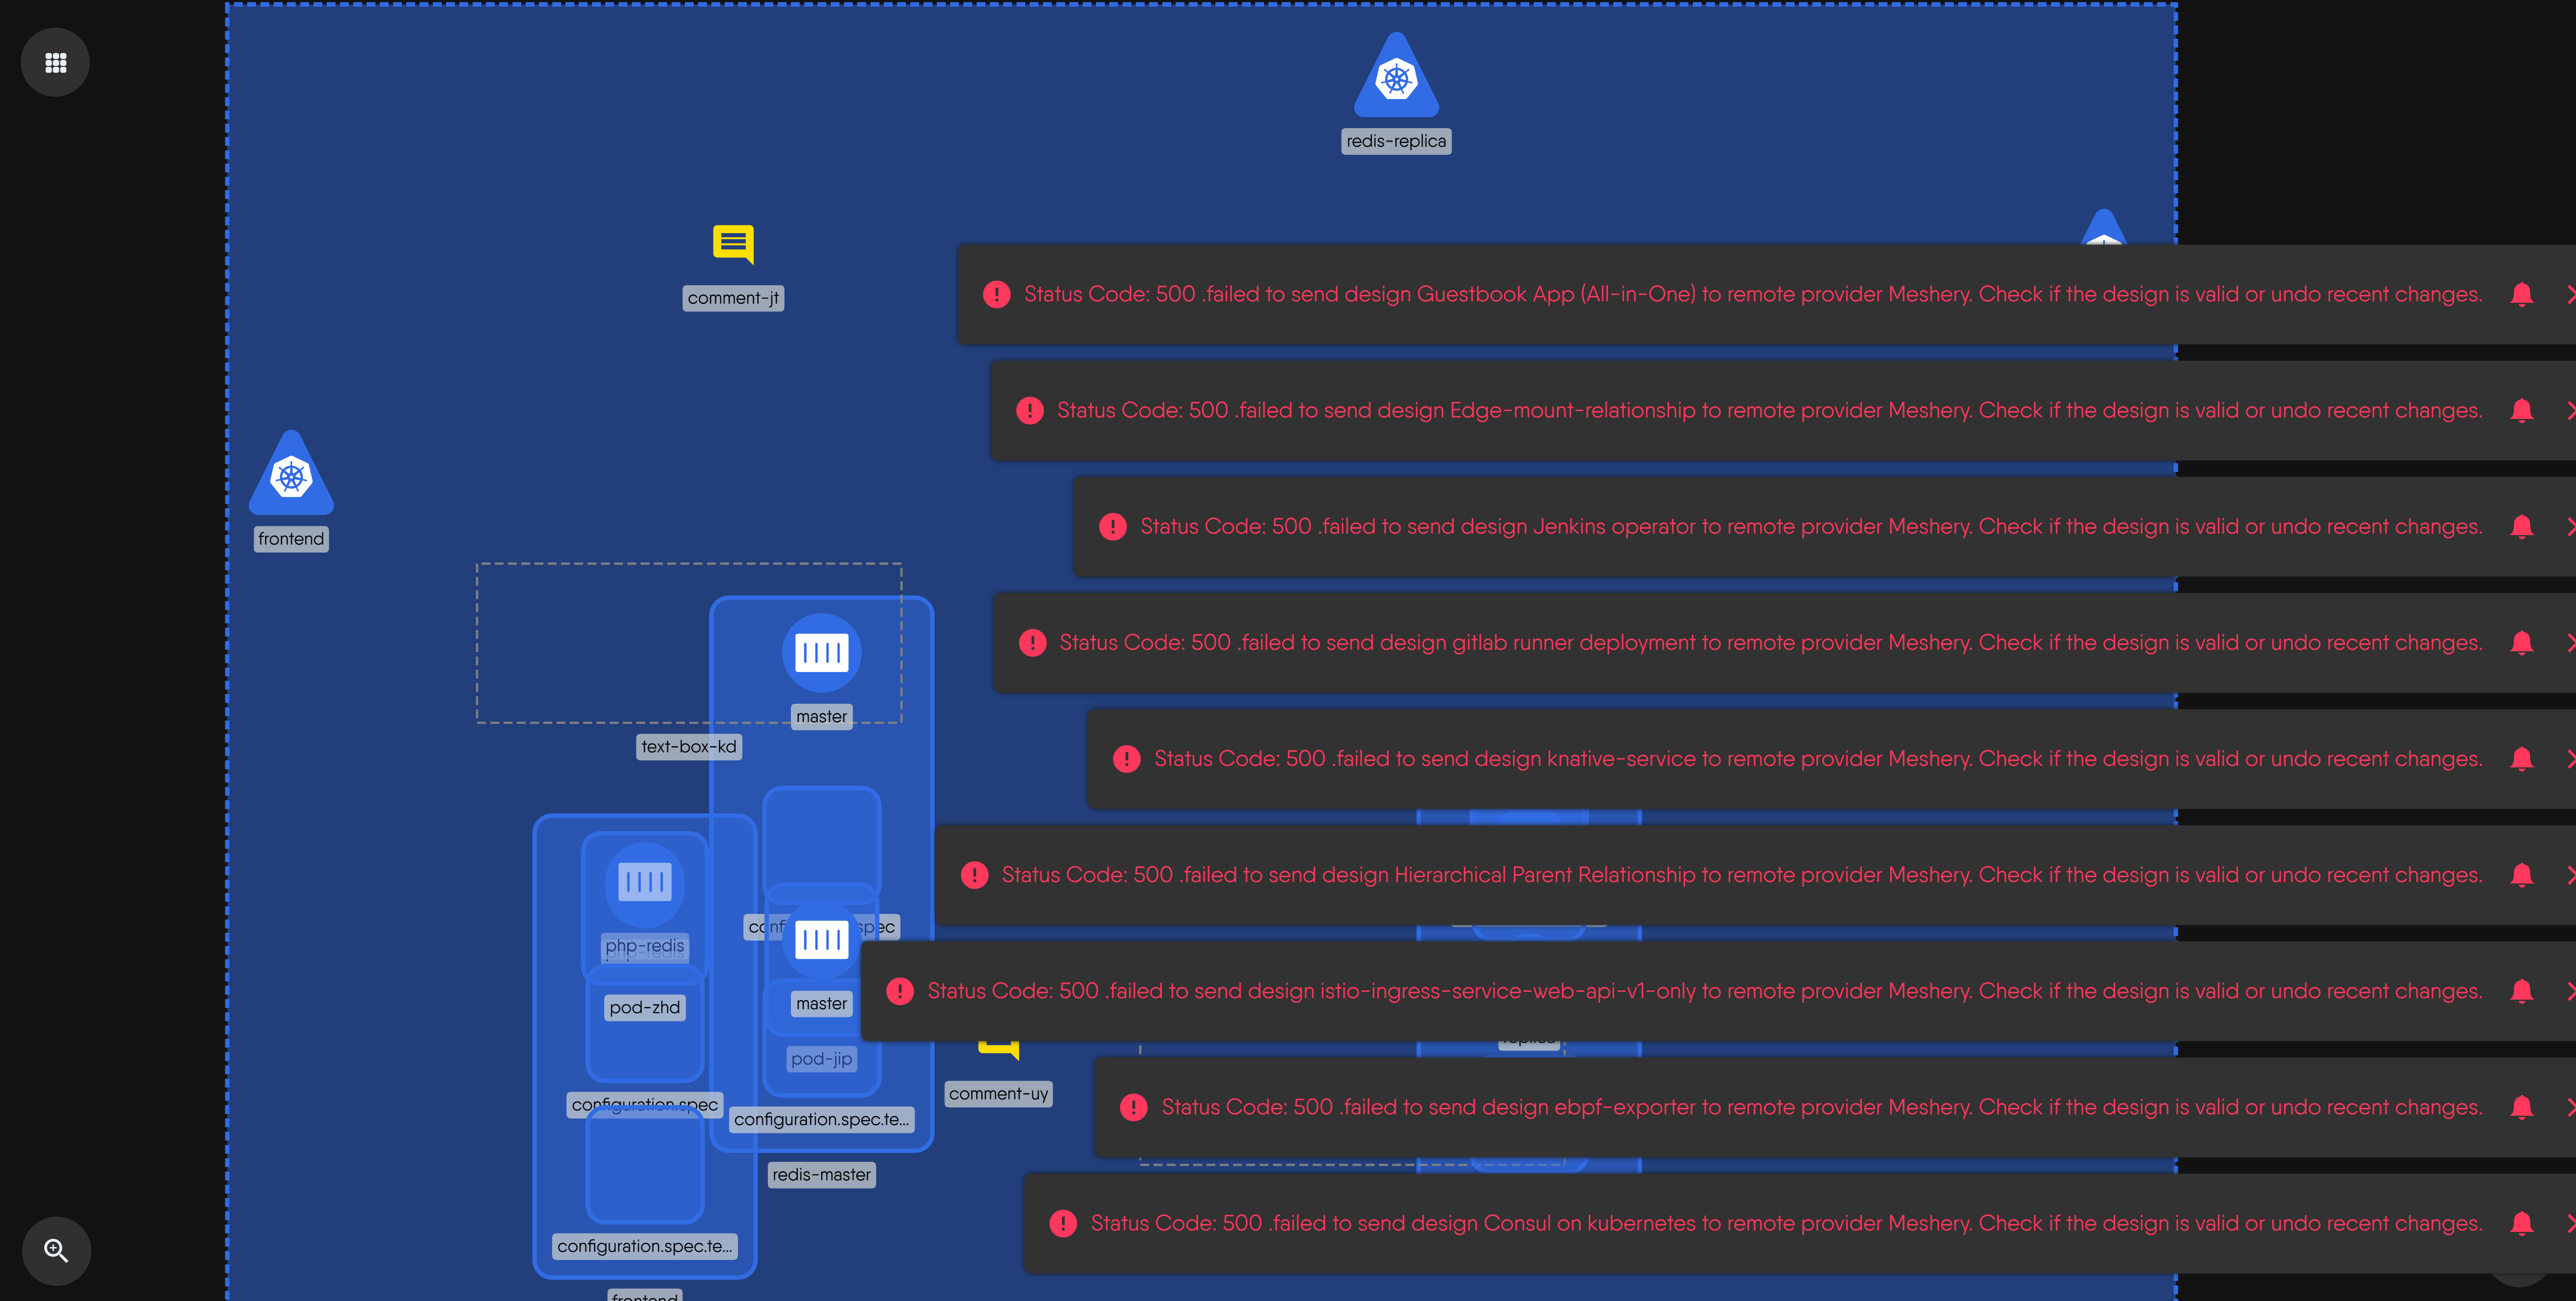 redis-replica
comment-jt
Status Code: 500 .failed to send design Guestbook App (All-in-One) to remote provider Meshery. Check if the design is valid or undo recent changes.
Status Code: 500 .failed to send design Edge-mount-relationship to remote provider Meshery. Check if the design is valid or undo recent changes.
Status Code: 500 .failed to send design Jenkins operator to remote provider Meshery. Check if the design is valid or undo recent changes.
frontend
Status Code: 500 .failed to send design gitlab runner deployment to remote provider Meshery. Check if the design is valid or undo recent changes.
master
text-box-kd
Status Code: 500 .failed to send design knative-service to remote provider Meshery. Check if the design is valid or undo recent changes.
Status Code: 500 .failed to send design Hierarchical Parent Relationship to remote provider Meshery. Check if the design is valid or undo recent changes.
php-redis
Status Code: 500 .failed to send design istio-ingress-service-web-api-v1-only to remote provider Meshery. Check if the design is valid or undo recent changes.
master
pod-zhd
pod-jip
comment-uy
configuration.spec
configuration.spec.te...
Status Code: 500 .failed to send design ebpf-exporter to remote provider Meshery. Check if the design is valid or undo recent changes.
redis-master
Status Code: 500 .failed to send design Consul on kubernetes to remote provider Meshery. Check if the design is valid or undo recent changes.
configuration.spec.te...
frontend